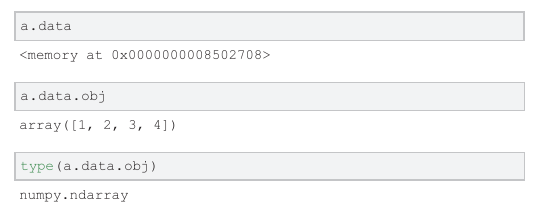 a.data
<memory at 0x0000000008502708>
a.data.obj
array([1, 2, 3, 4])
type(a.data.obj)
numpy.ndarray